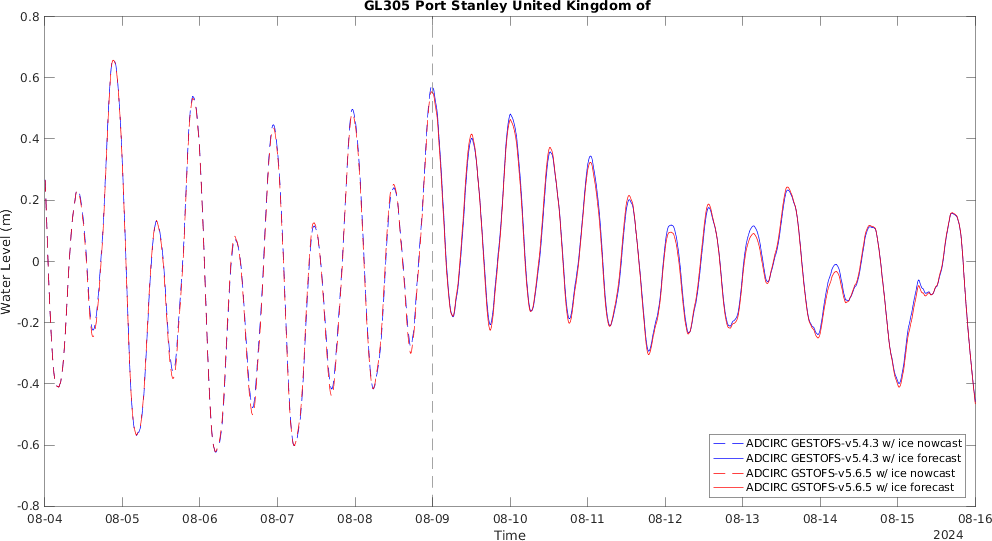 GL305 Port Stanley United Kingdom of
0.8
0.6
0.4
0.2
0
-0.2
-0.4
-0.6
-0.8
Water Level (m)
ADCIRC GESTOFS-v5.4.3 w/ ice nowcast
ADCIRC GESTOFS-v5.4.3 w/ ice forecast
ADCIRC GSTOFS-v5.6.5 w/ ice nowcast
ADCIRC GSTOFS-v5.6.5 w/ ice forecast
08-04 08-05 08-06 08-07 08-08 08-09 08-10 08-11 08-12 08-13 08-14 08-15 08-16
Time
2024